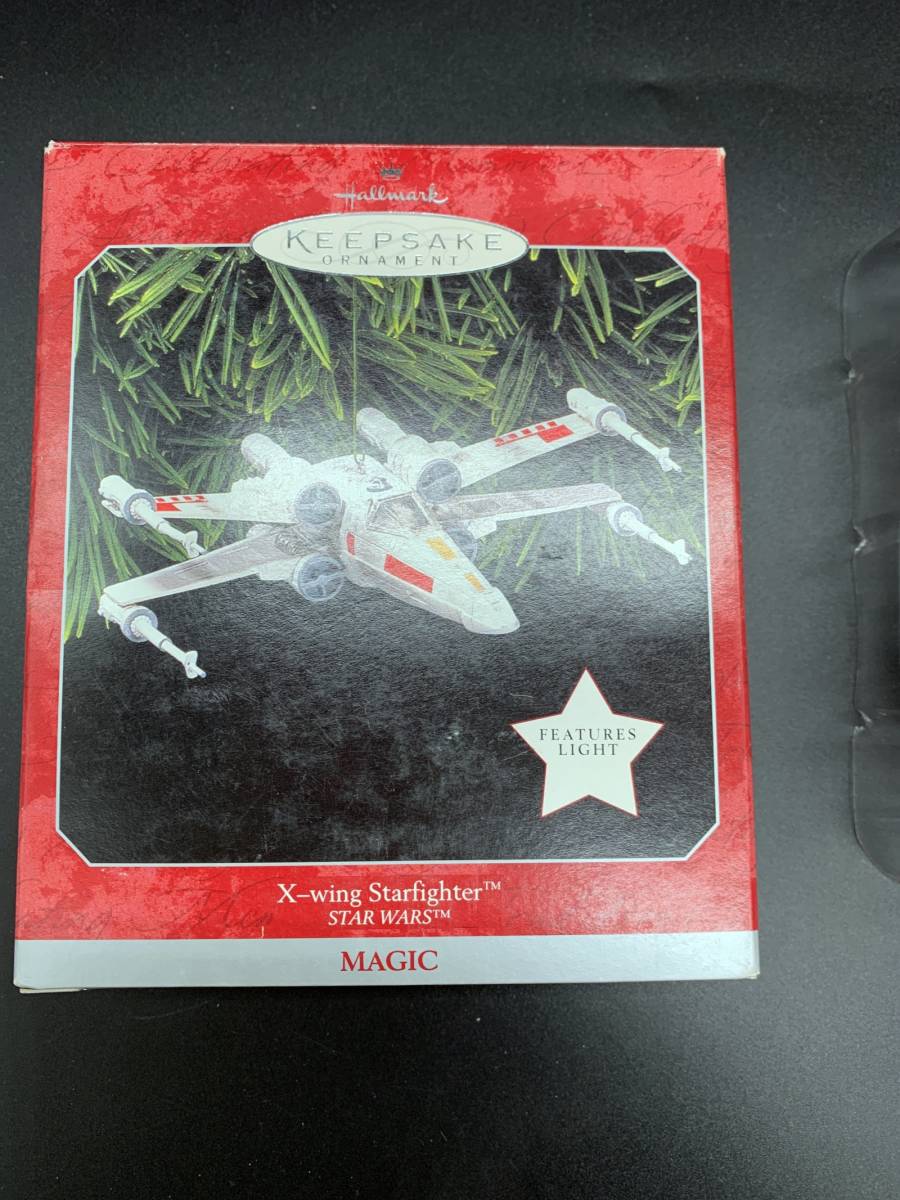 Hallmark
KEEPSAKE
ORNAMENT
FEATURES
LIGHT
X–wing Starfighter™
STAR WARS™
MAGIC